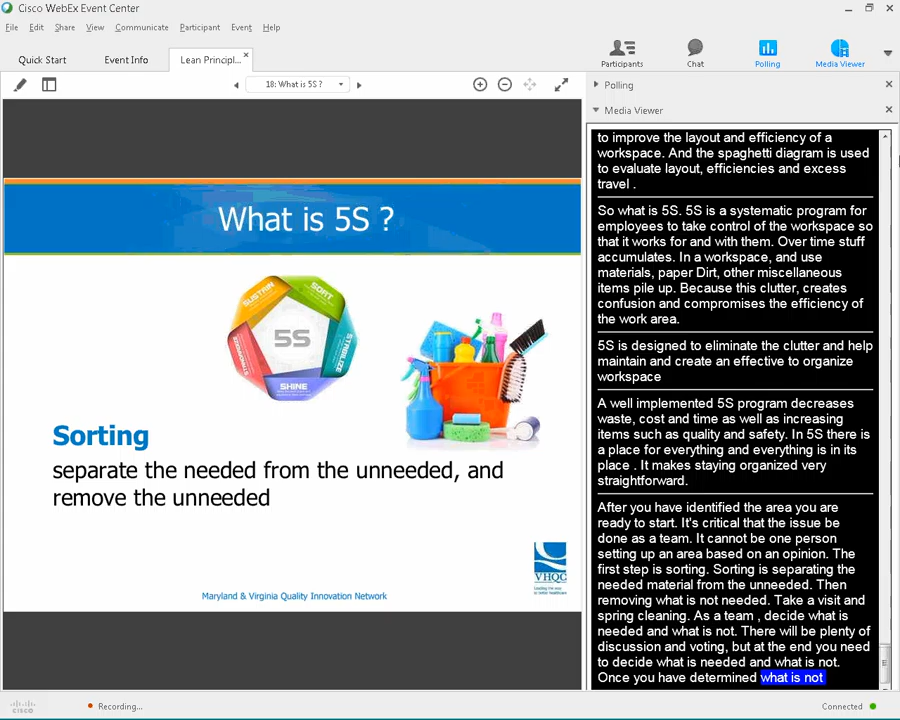 Cisco WebEx Event Center
File Edit Share View Communicate Participant Event Help
Quick Start Event Info Lean Principl...
Participants Chat Polling Media Viewer
18: What is 5S ?
Polling
Media Viewer
What is 5S ?
SUSTAIN
SORT
5S
STABILIZE
SHINE
Sorting
separate the needed from the unneeded, and
remove the unneeded
VHQC
Maryland & Virginia Quality Innovation Network
to improve the layout and efficiency of a
workspace. And the spaghetti diagram is used
to evaluate layout, efficiencies and excess
travel .
So what is 5S. 5S is a systematic program for
employees to take control of the workspace so
that it works for and with them. Over time stuff
accumulates. In a workspace, and use
materials, paper Dirt, other miscellaneous
items pile up. Because this clutter, creates
confusion and compromises the efficiency of
the work area.
5S is designed to eliminate the clutter and help
maintain and create an effective to organize
workspace
A well implemented 5S program decreases
waste, cost and time as well as increasing
items such as quality and safety. In 5S there is
a place for everything and everything is in its
place . It makes staying organized very
straightforward.
After you have identified the area you are
ready to start. It's critical that the issue be
done as a team. It cannot be one person
setting up an area based on an opinion. The
first step is sorting. Sorting is separating the
needed material from the unneeded. Then
removing what is not needed. Take a visit and
spring cleaning. As a team , decide what is
needed and what is not. There will be plenty of
discussion and voting, but at the end you need
to decide what is needed and what is not.
Once you have determined what is not
cisco
Recording...
Connected